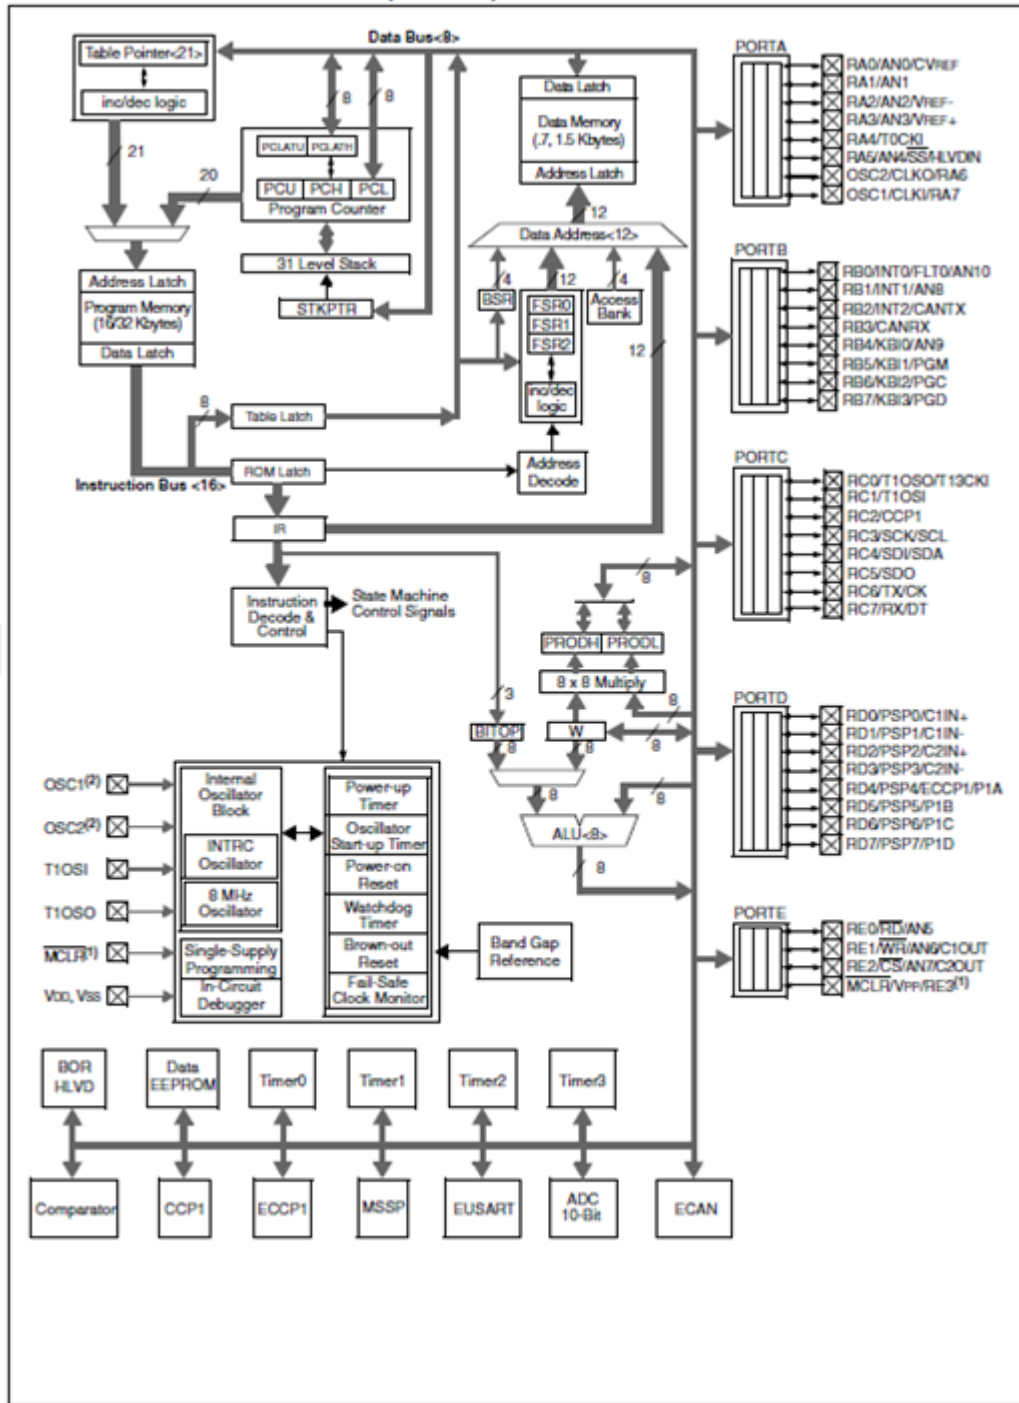 Data Bus<8>
Table Pointer<21>
inc/dec logic
21
20
8
8
PCLATU PCLATH
PCU PCH PCL
Program Counter
31 Level Stack
STKPTR
Address Latch
Program Memory
(16/32 Kbytes)
Data Latch
8
Table Latch
ROM Latch
Instruction Bus <16>
IR
Instruction
Decode &
Control
State Machine
Control Signals
Data Latch
Data Memory
(.7, 1.5 Kbytes)
Address Latch
12
Data Address<12>
4
12
4
BSR
FSR0
FSR1
FSR2
Access
Bank
12
inc/dec
logic
Address
Decode
8
PRODH PRODL
8 x 8 Multiply
3
8
BITOP
W
8
8
8
8
ALU<8>
8
PORTA
RA0/AN0/CVREF
RA1/AN1
RA2/AN2/VREF-
RA3/AN3/VREF+
RA4/T0CKI
RA5/AN4/SS/HLVDIN
OSC2/CLKO/RA6
OSC1/CLKI/RA7
PORTB
RB0/INT0/FLT0/AN10
RB1/INT1/AN8
RB2/INT2/CANTX
RB3/CANRX
RB4/KBI0/AN9
RB5/KBI1/PGM
RB6/KBI2/PGC
RB7/KBI3/PGD
PORTC
RC0/T1OSO/T13CKI
RC1/T1OSI
RC2/CCP1
RC3/SCK/SCL
RC4/SDI/SDA
RC5/SDO
RC6/TX/CK
RC7/RX/DT
PORTD
RD0/PSP0/C1IN+
RD1/PSP1/C1IN-
RD2/PSP2/C2IN+
RD3/PSP3/C2IN-
RD4/PSP4/ECCP1/P1A
RD5/PSP5/P1B
RD6/PSP6/P1C
RD7/PSP7/P1D
PORTE
RE0/RD/AN5
RE1/WR/AN6/C1OUT
RE2/CS/AN7/C2OUT
MCLR/VPP/RE3(1)
OSC1(2)
OSC2(2)
T1OSI
T1OSO
MCLR(1)
VDD, VSS
Internal
Oscillator
Block
INTRC
Oscillator
8 MHz
Oscillator
Single-Supply
Programming
In-Circuit
Debugger
Power-up
Timer
Oscillator
Start-up Timer
Power-on
Reset
Watchdog
Timer
Brown-out
Reset
Fail-Safe
Clock Monitor
Band Gap
Reference
BOR
HLVD
Data
EEPROM
Timer0
Timer1
Timer2
Timer3
Comparator
CCP1
ECCP1
MSSP
EUSART
ADC
10-Bit
ECAN